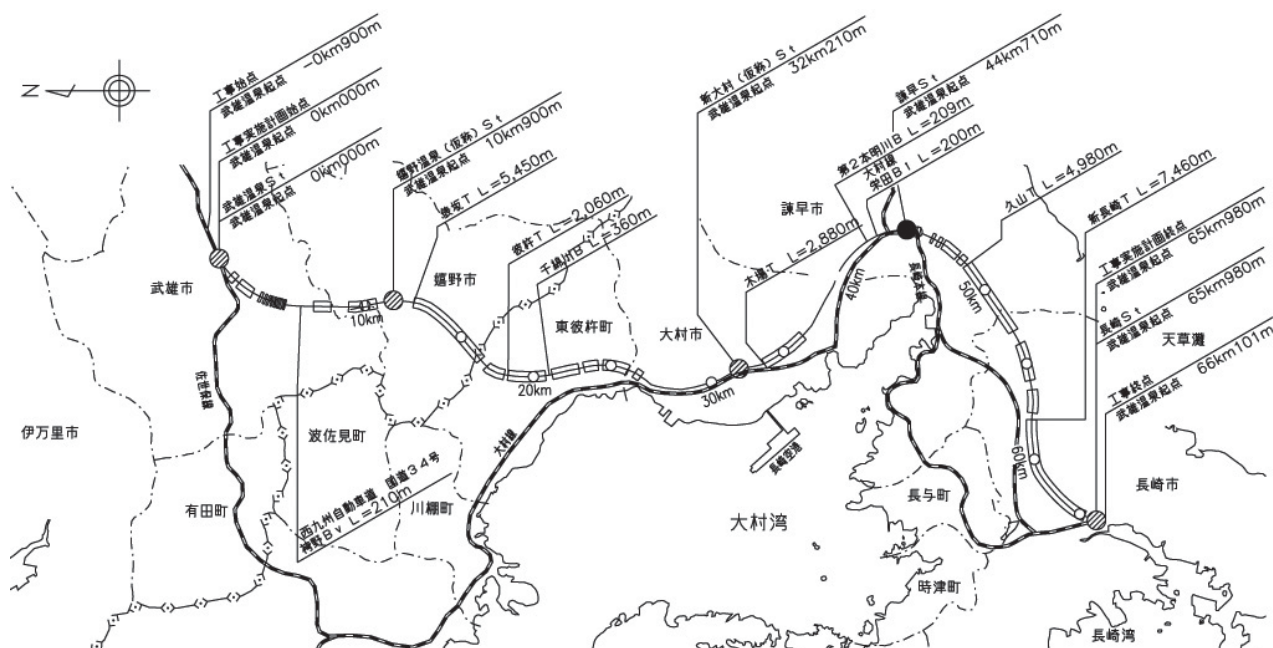 N
工事始点
武雄温泉起点 -0km900m
工事実施計画始点
武雄温泉起点 0km000m
武雄温泉St
武雄温泉起点 0km000m
嬉野温泉(仮称)St
武雄温泉起点 10km900m
俵坂T L=5,450m
彼杵T L=2,060m
千綿川B L=360m
新大村(仮称)St
武雄温泉起点 32km210m
木場T L=2,880m
第2本明川B L=209m
大村線
栄田B1 L=200m
諫早St
武雄温泉起点 44km710m
久山T L=4,980m
新長崎T L=7,460m
工事実施計画終点
武雄温泉起点 65km980m
長崎St
武雄温泉起点 65km980m
工事終点
武雄温泉起点 66km101m
西九州自動車道 国道34号
袴野Bv L=210m
武雄市
嬉野市
東彼杵町
大村市
諫早市
天草灘
伊万里市
波佐見町
有田町
川棚町
大村湾
長与町
時津町
長崎市
長崎湾
佐世保線
大村線
長崎本線
長崎空港
10km
20km
30km
40km
50km
60km